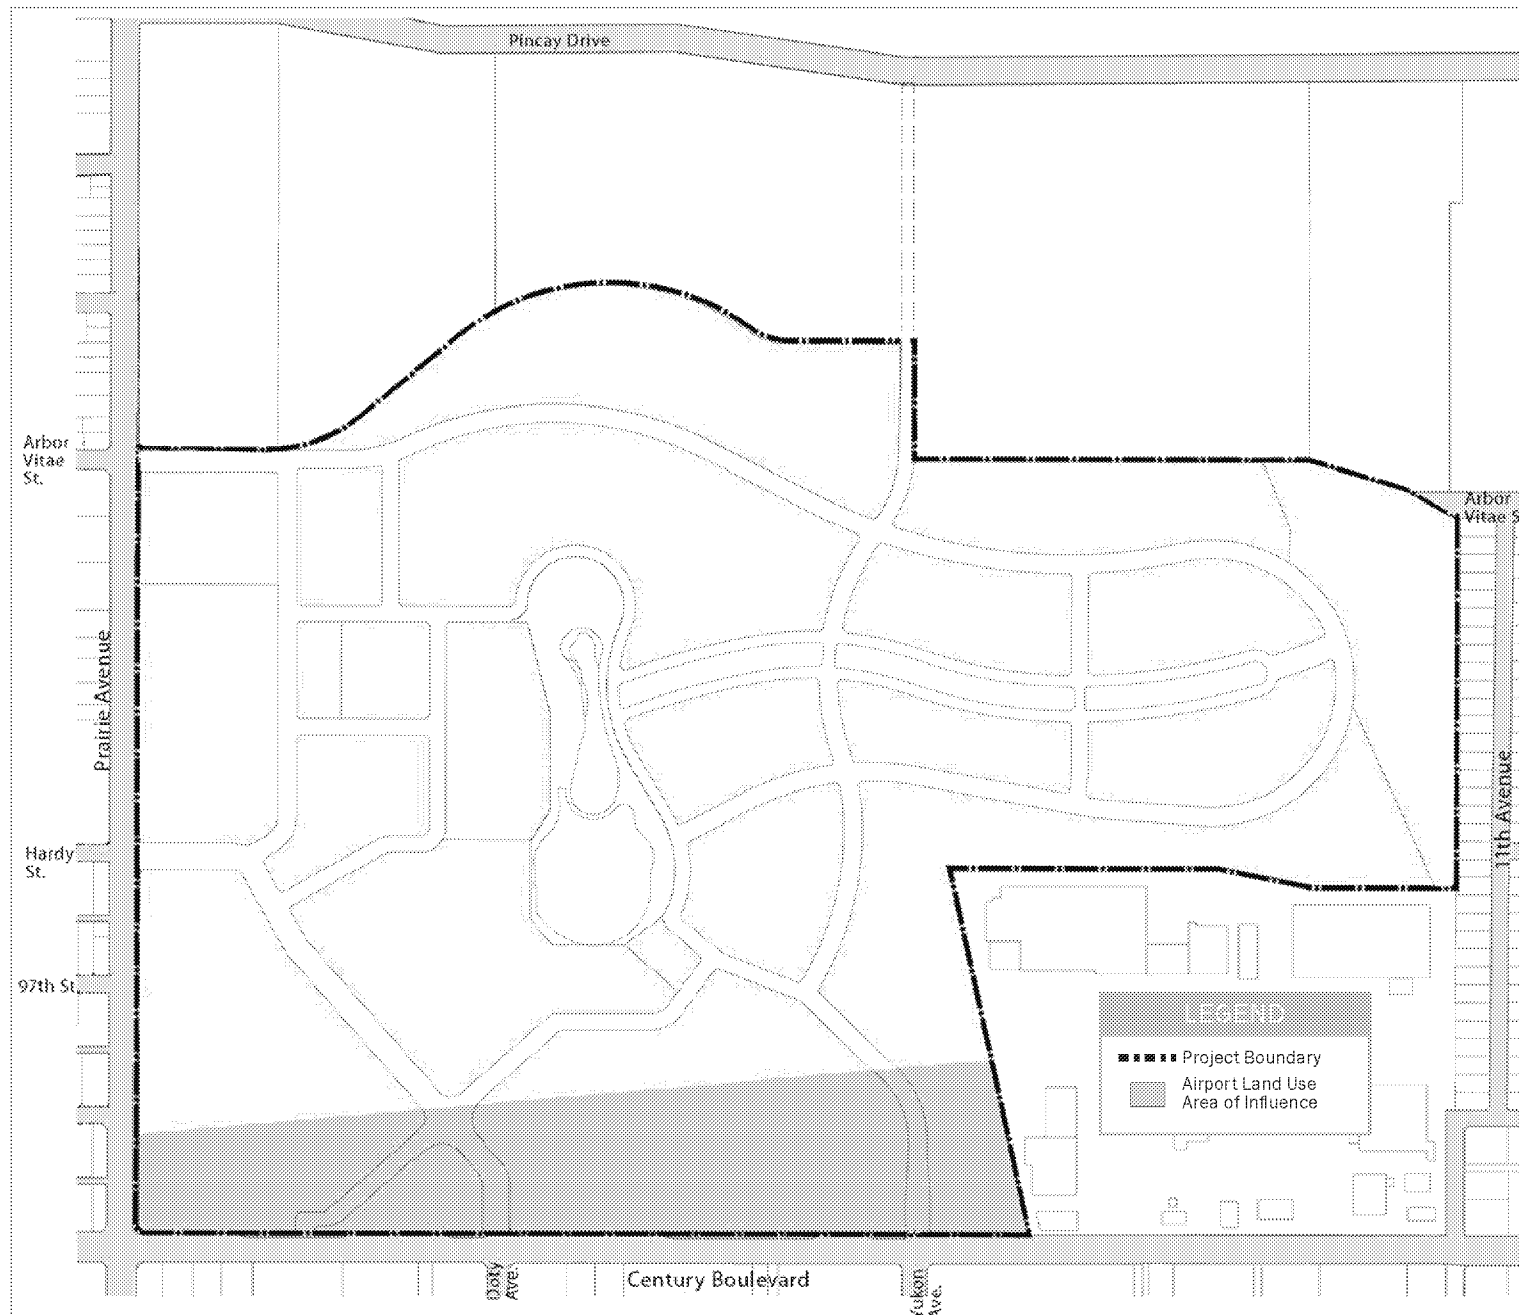 Pincay Drive
Arbor
Vitae
St.
Arbor
Vitae S
Prairie Avenue
11th Avenue
Hardy
St.
97th St.
LEGEND
Project Boundary
Airport Land Use
Area of Influence
Century Boulevard
Doty
Ave.
Yukon
Ave.